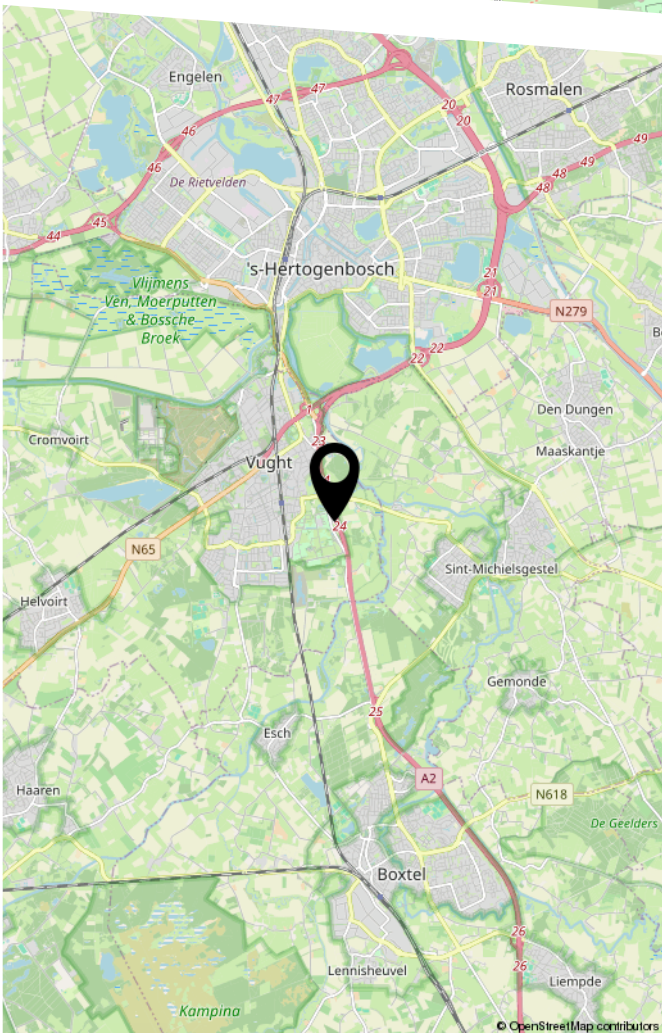 Engelen
Rosmalen
47
47
20
20
46
46
49
49
48
48
De Rietvelden
45
44
's-Hertogenbosch
21
21
Vlijmens
Ven, Moerputten
& Bossche
Broek
N279
22
22
1
Den Dungen
Cromvoirt
23
Maaskantje
Vught
24
N65
Sint-Michielsgestel
Helvoirt
Gemonde
25
Esch
A2
Haaren
N618
De Geelders
Boxtel
26
26
Lennisheuvel
Liempde
Kampina
© OpenStreetMap contributors